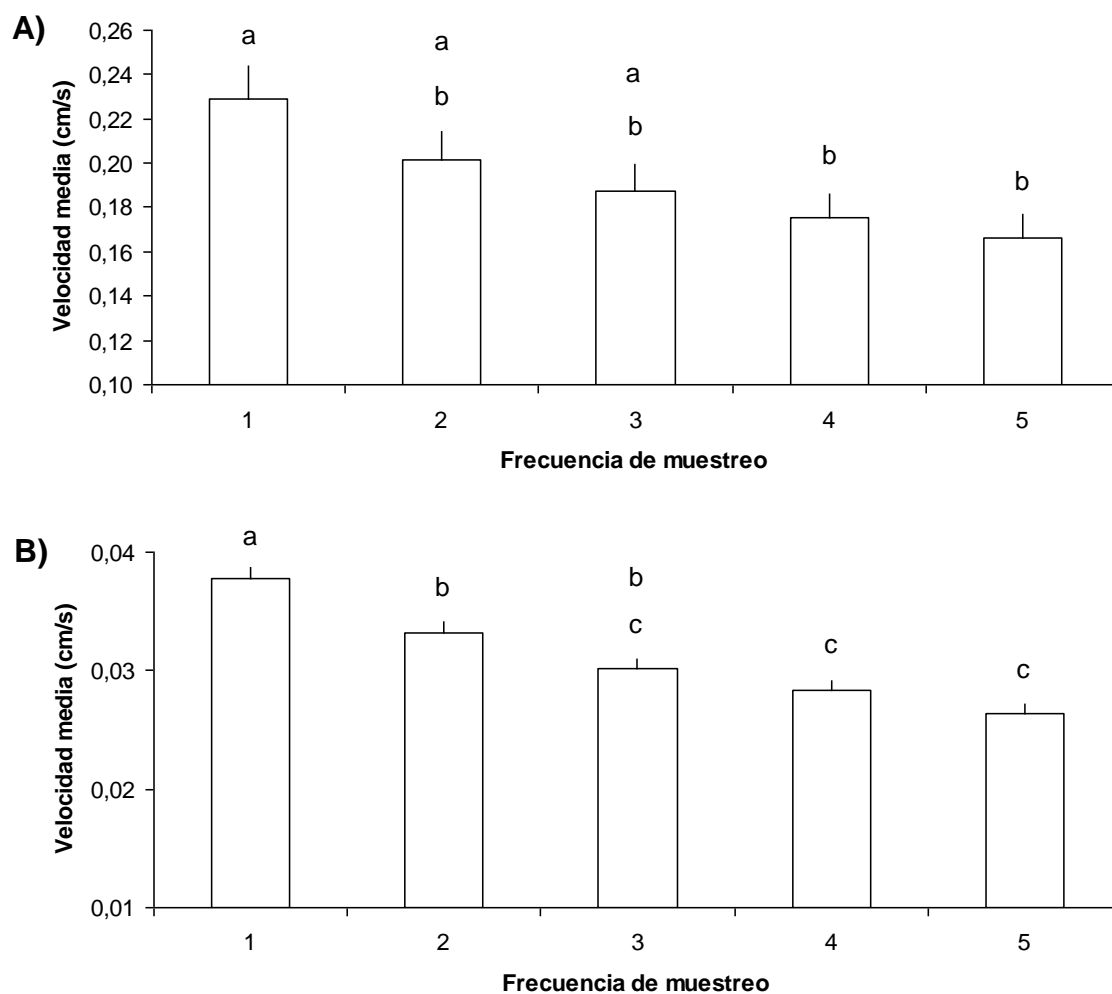 A)
Velocidad media (cm/s)
0,26
0,24
0,22
0,20
0,18
0,16
0,14
0,12
0,10
a
a
b
a
b
b
b
1 2 3 4 5
Frecuencia de muestreo
B)
Velocidad media (cm/s)
0,04
0,03
0,02
0,01
a
b
b
c
c
c
1 2 3 4 5
Frecuencia de muestreo